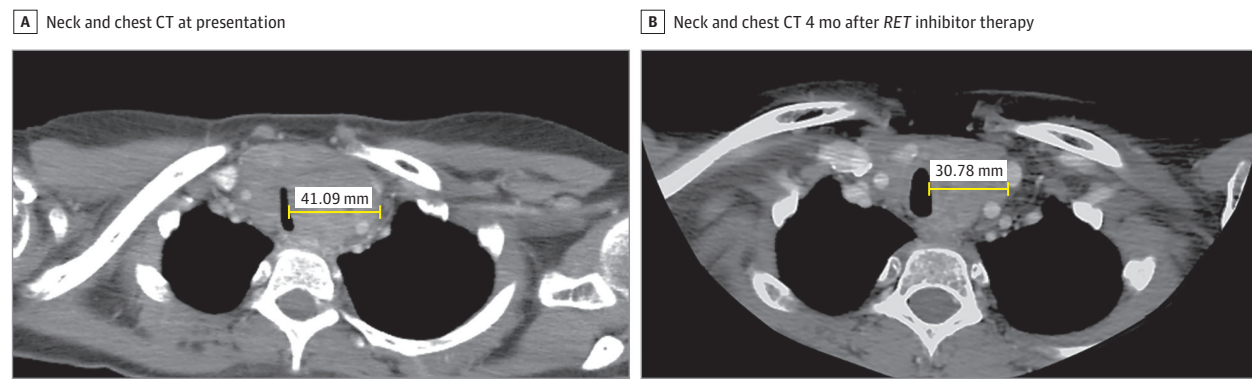 A Neck and chest CT at presentation
B Neck and chest CT 4 mo after RET inhibitor therapy
41.09 mm
30.78 mm